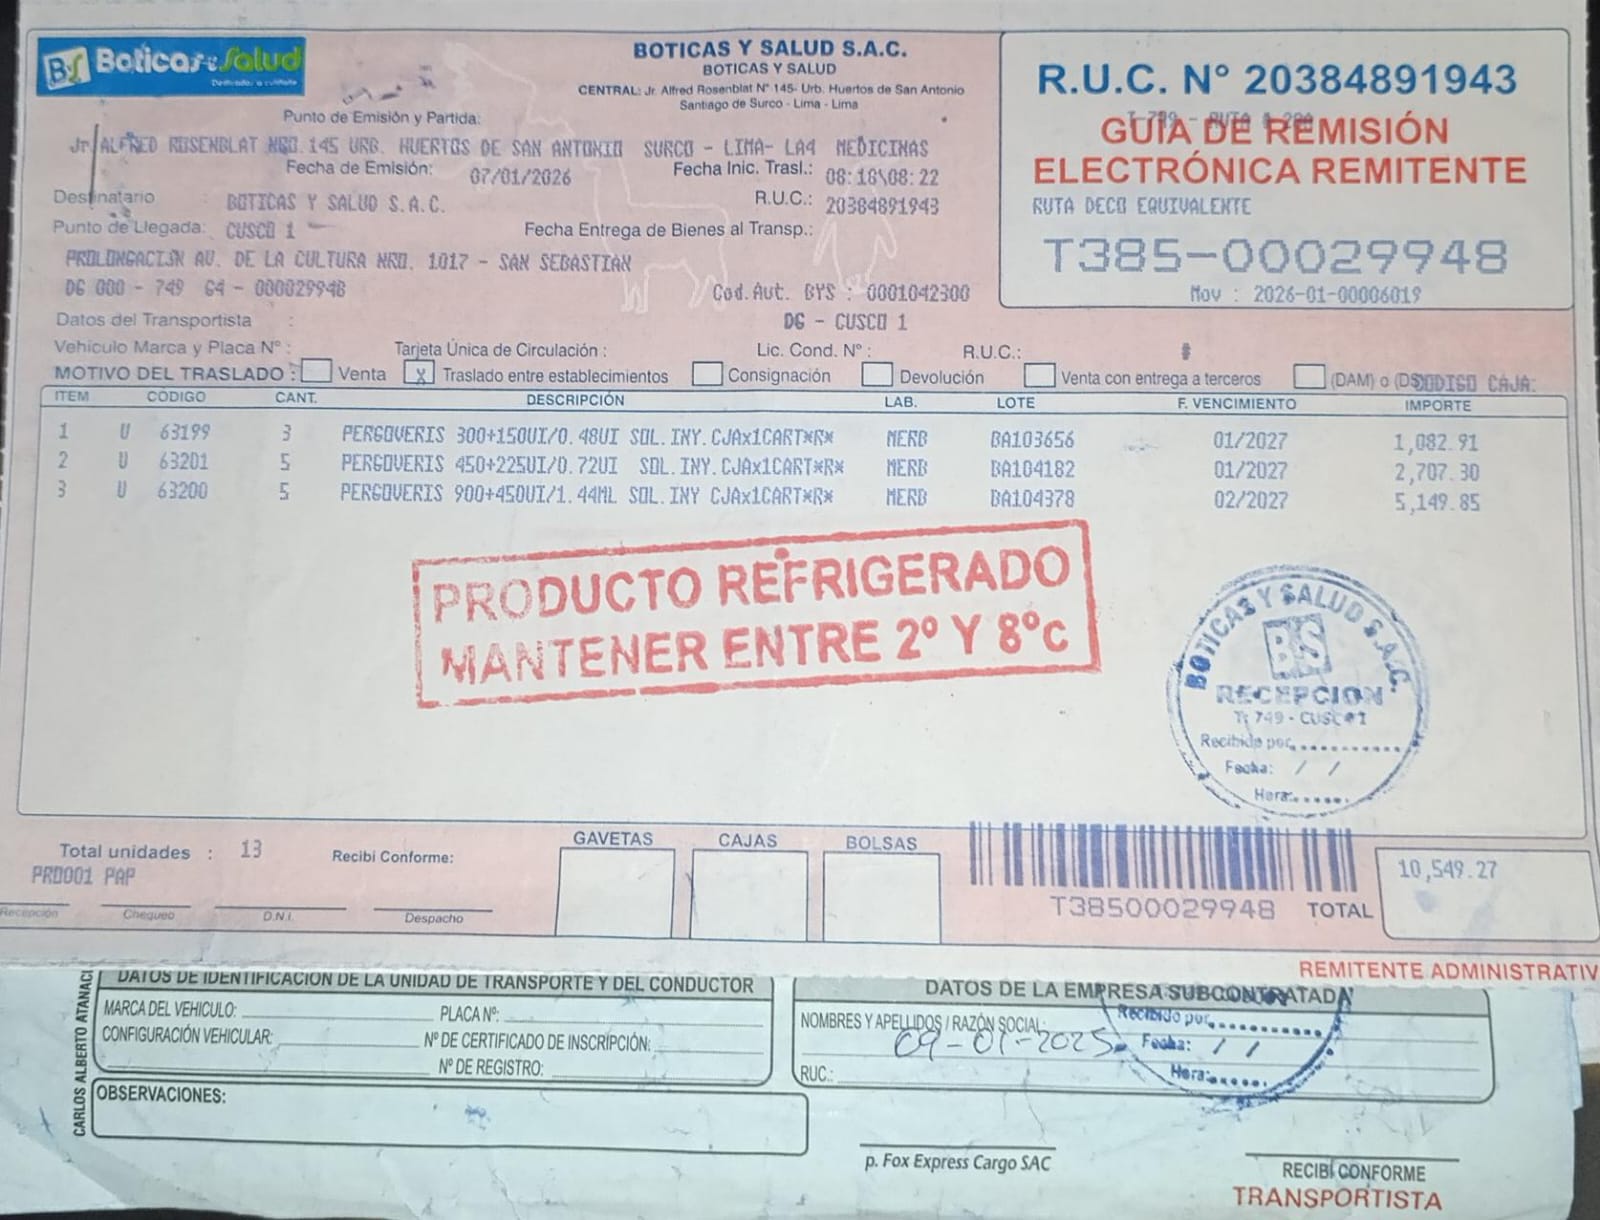 BS Boticas y Salud
Dedicados a cuidarte
BOTICAS Y SALUD S.A.C.
BOTICAS Y SALUD
CENTRAL: Jr. Alfred Rosenblat N° 145- Urb. Huertos de San Antonio
Santiago de Surco - Lima - Lima
R.U.C. N° 20384891943
GUÍA DE REMISIÓN
ELECTRÓNICA REMITENTE
RUTA DECO EQUIVALENTE
T385-00029948
Mov : 2026-01-00006019
Punto de Emisión y Partida:
Jr. ALFRED ROSENBLAT NRO.145 URB. HUERTOS DE SAN ANTONIO SURCO - LIMA- LA4 MEDICINAS
Fecha de Emisión: 07/01/2026 Fecha Inic. Trasl.: 08:18\08:22
Destinatario : BOTICAS Y SALUD S.A.C. R.U.C.: 20384891943
Punto de Llegada: CUSCO 1 Fecha Entrega de Bienes al Transp.:
PROLONGACION AV. DE LA CULTURA NRO. 1017 - SAN SEBASTIAN
DG 000 - 749 G4 - 000029948 Cod.Aut. BYS : 0001042300
Datos del Transportista : DG - CUSCO 1
Vehículo Marca y Placa N° : Tarjeta Única de Circulación : Lic. Cond. N° : R.U.C.: #
MOTIVO DEL TRASLADO : Venta X Traslado entre establecimientos Consignación Devolución Venta con entrega a terceros (DAM) o (DS CODIGO CAJA:
ITEM CÓDIGO CANT. DESCRIPCIÓN LAB. LOTE F. VENCIMIENTO IMPORTE
1 U 63199 3 PERGOVERIS 300+150UI/0.48UI SOL.INY.CJAx1CART*R* MERB BA103656 01/2027 1,082.91
2 U 63201 5 PERGOVERIS 450+225UI/0.72UI SOL.INY.CJAx1CART*R* MERB BA104182 01/2027 2,707.30
3 U 63200 5 PERGOVERIS 900+450UI/1.44ML SOL.INY CJAx1CART*R* MERB BA104378 02/2027 5,149.85
PRODUCTO REFRIGERADO
MANTENER ENTRE 2° Y 8°C
BOTICAS Y SALUD S.A.C.
BS
RECEPCION
T: 749 - CUSCO 1
Recibido por
Fecha: / /
Hora:
Total unidades : 13 Recibí Conforme: GAVETAS CAJAS BOLSAS
PRD001 PAP
Recepción Chequeo D.N.I. Despacho
T38500029948 TOTAL 10,549.27
REMITENTE ADMINISTRATIV
CARLOS ALBERTO ATANACI
DATOS DE IDENTIFICACIÓN DE LA UNIDAD DE TRANSPORTE Y DEL CONDUCTOR
MARCA DEL VEHICULO: PLACA Nº:
CONFIGURACIÓN VEHICULAR: Nº DE CERTIFICADO DE INSCRIPCIÓN:
Nº DE REGISTRO:
OBSERVACIONES:
DATOS DE LA EMPRESA SUBCONTRATADA
NOMBRES Y APELLIDOS / RAZÓN SOCIAL:
09-01-2025
RUC.:
Recibido por
Fecha: / /
Hora:
p. Fox Express Cargo SAC
RECIBÍ CONFORME
TRANSPORTISTA